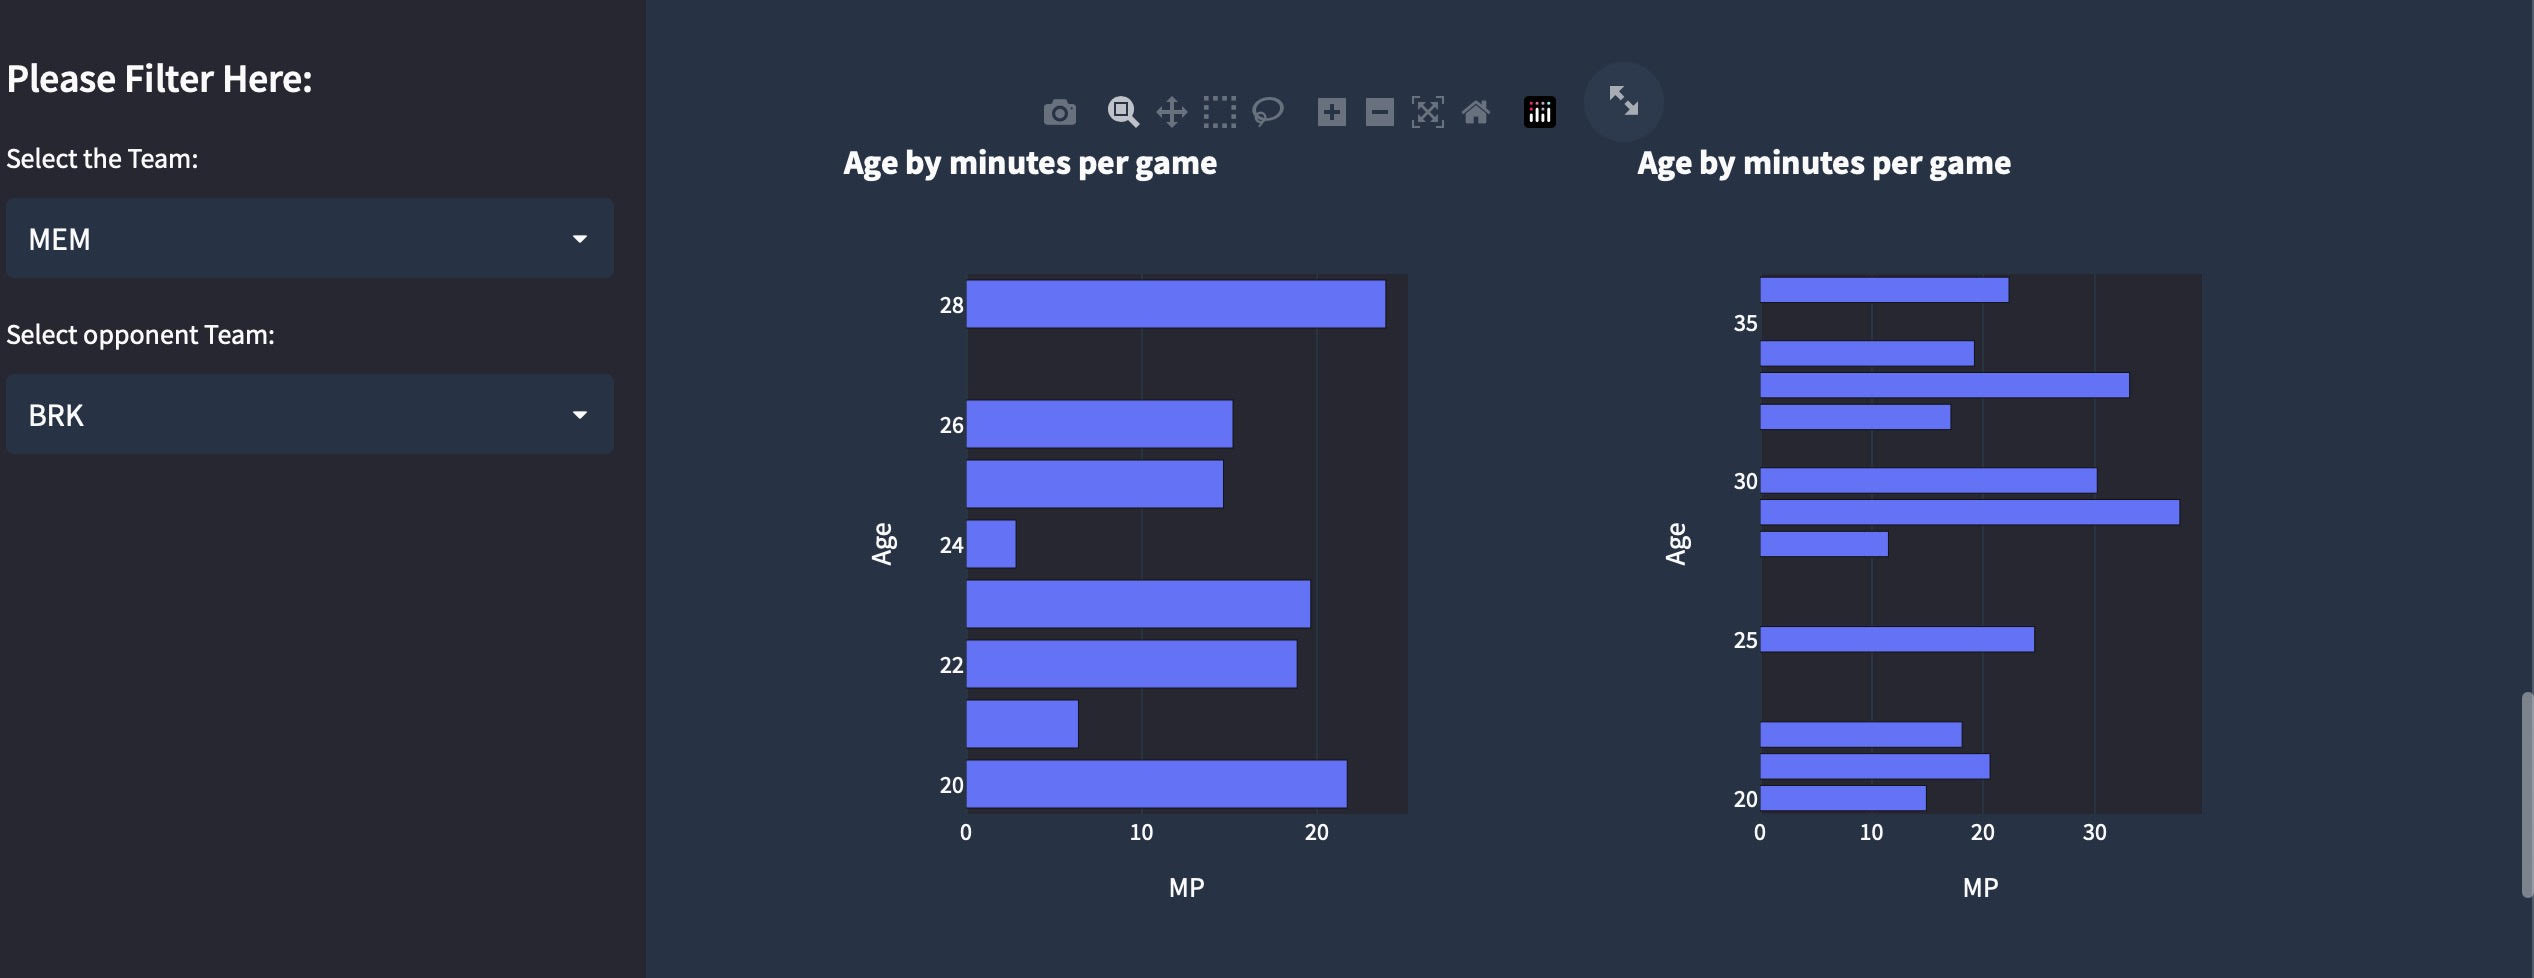 Please Filter Here:
Select the Team:
MEM
Select opponent Team:
BRK
Age by minutes per game
28
26
24
22
20
Age
0 10 20
MP
Age by minutes per game
35
30
25
20
Age
0 10 20 30
MP